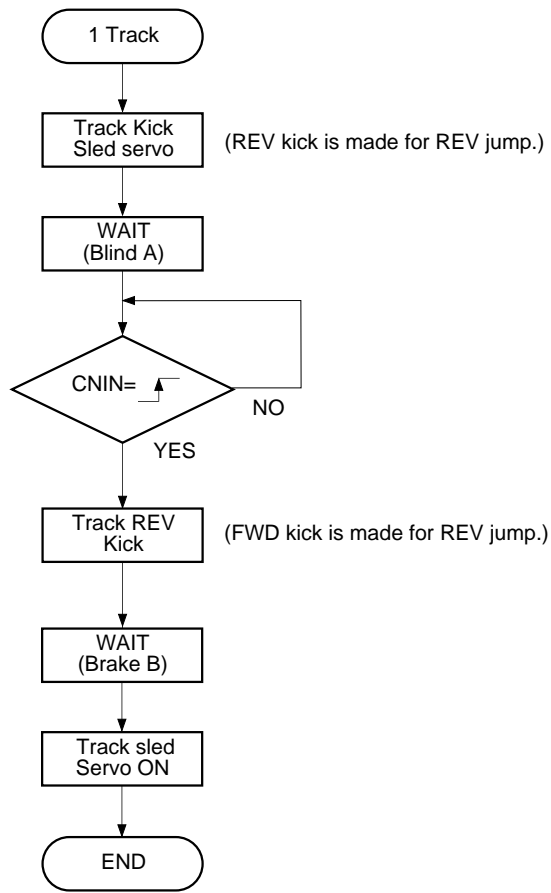 1 Track
Track Kick
Sled servo
(REV kick is made for REV jump.)
WAIT
(Blind A)
CNIN=
NO
YES
Track REV
Kick
(FWD kick is made for REV jump.)
WAIT
(Brake B)
Track sled
Servo ON
END